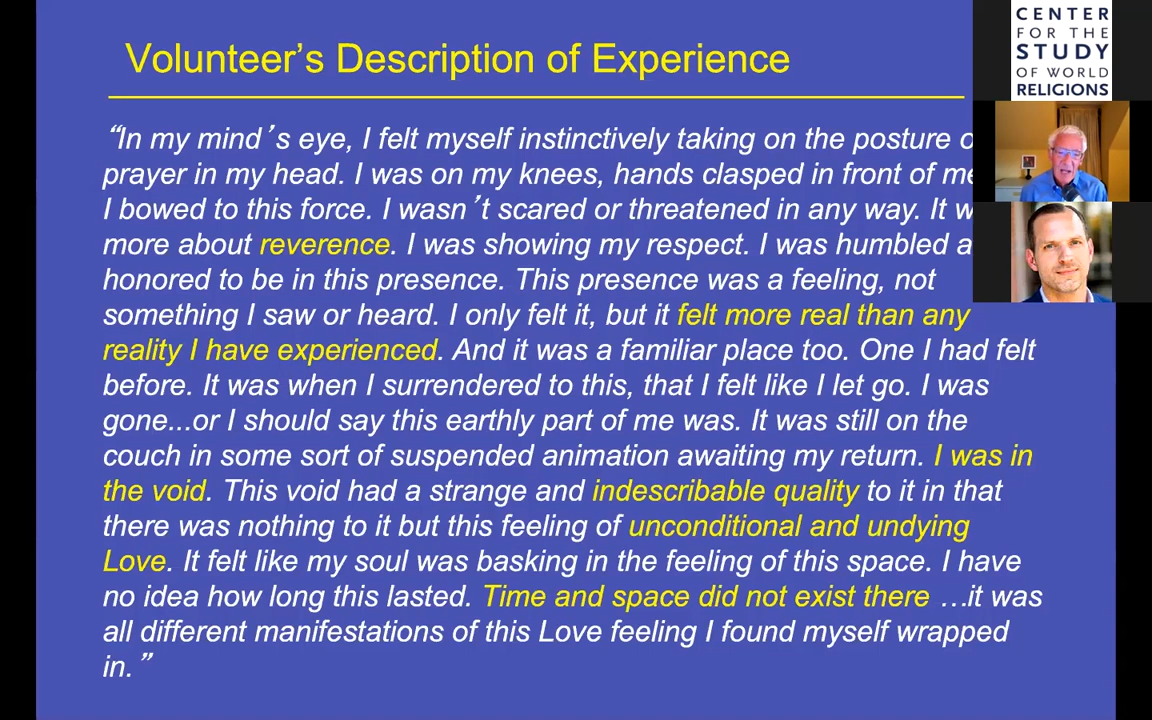 Volunteer's Description of Experience
CENTER
FOR THE
STUDY
OF WORLD
RELIGIONS
“In my mind's eye, I felt myself instinctively taking on the posture
prayer in my head. I was on my knees, hands clasped in front of me
I bowed to this force. I wasn't scared or threatened in any way. It
more about reverence. I was showing my respect. I was humbled
honored to be in this presence. This presence was a feeling, not
something I saw or heard. I only felt it, but it felt more real than any
reality I have experienced. And it was a familiar place too. One I had felt
before. It was when I surrendered to this, that I felt like I let go. I was
gone...or I should say this earthly part of me was. It was still on the
couch in some sort of suspended animation awaiting my return. I was in
the void. This void had a strange and indescribable quality to it in that
there was nothing to it but this feeling of unconditional and undying
Love. It felt like my soul was basking in the feeling of this space. I have
no idea how long this lasted. Time and space did not exist there …it was
all different manifestations of this Love feeling I found myself wrapped
in.”